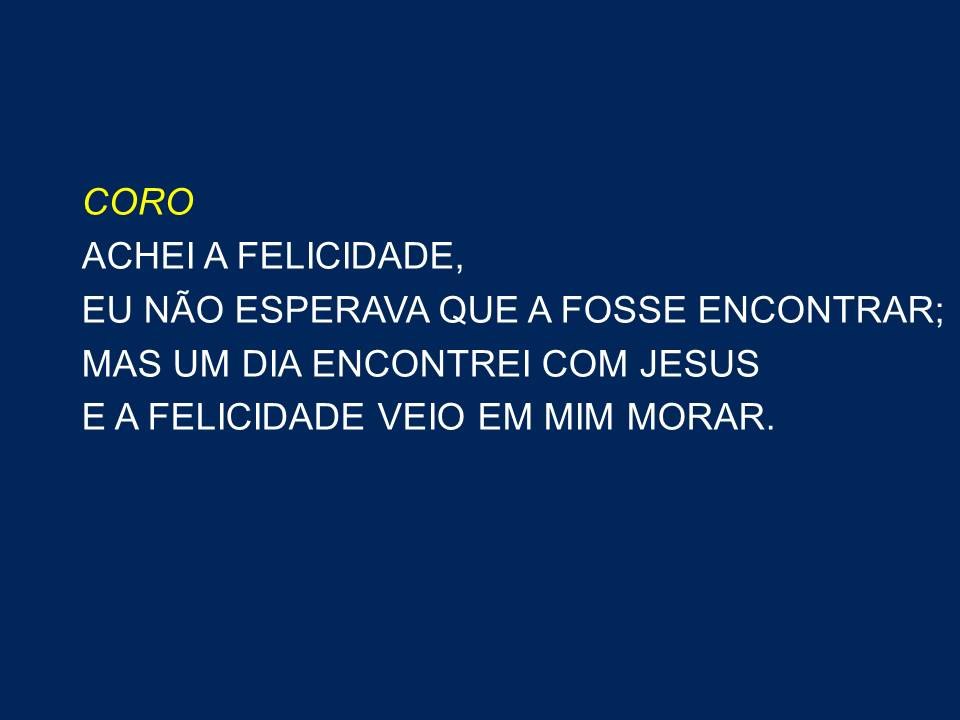 CORO
ACHEI A FELICIDADE,
EU NÃO ESPERAVA QUE A FOSSE ENCONTRAR;
MAS UM DIA ENCONTREI COM JESUS
E A FELICIDADE VEIO EM MIM MORAR.